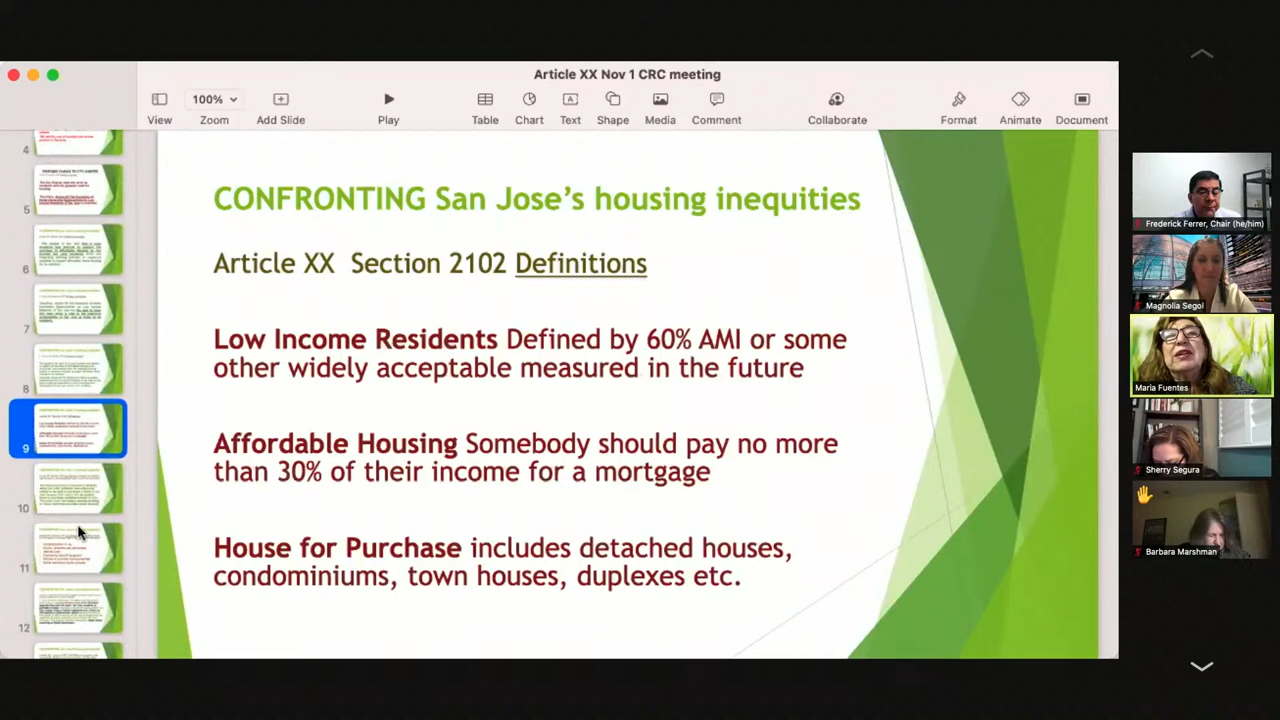 Article XX Nov 1 CRC meeting
100%
View
Zoom
Add Slide
Play
Table
Chart
Text
Shape
Media
Comment
Collaborate
Format
Animate
Document
4
5
6
7
8
9
10
11
12
CONFRONTING San Jose's housing inequities
Article XX Section 2102 Definitions
Low Income Residents Defined by 60% AMI or some
other widely acceptable measured in the future
Affordable Housing Somebody should pay no more
than 30% of their income for a mortgage
House for Purchase includes detached houses,
condominiums, town houses, duplexes etc.
Frederick Ferrer, Chair (he/him)
Magnolia Segol
Maria Fuentes
Sherry Segura
Barbara Marshman